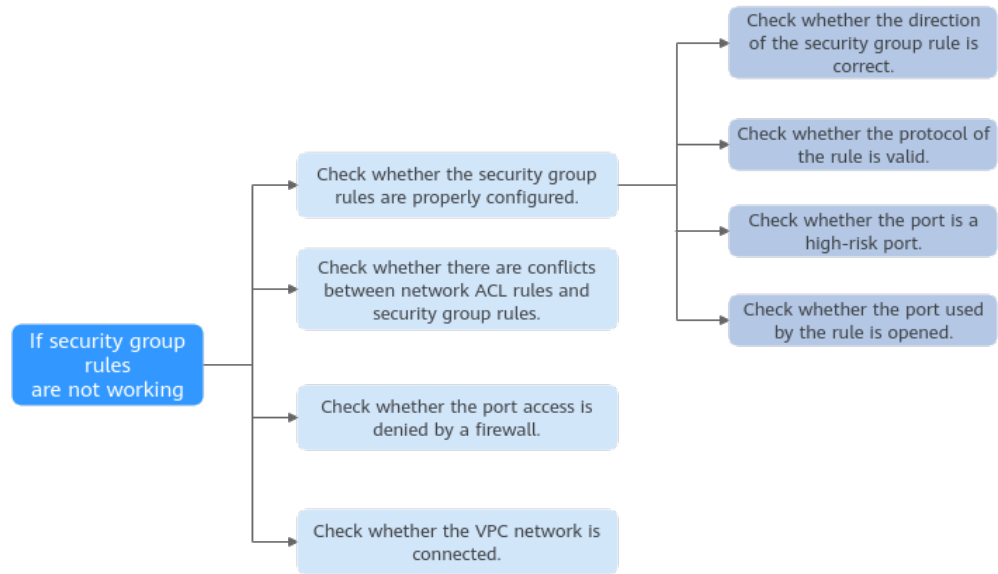 If security group
rules
are not working
Check whether the security group
rules are properly configured.
Check whether there are conflicts
between network ACL rules and
security group rules.
Check whether the port access is
denied by a firewall.
Check whether the VPC network is
connected.
Check whether the direction
of the security group rule is
correct.
Check whether the protocol of
the rule is valid.
Check whether the port is a
high-risk port.
Check whether the port used
by the rule is opened.